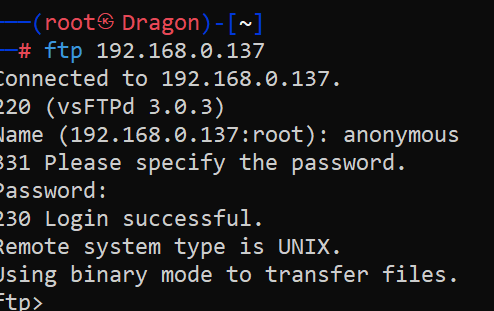 ──(root㉿Dragon)-[~]
─# ftp 192.168.0.137
Connected to 192.168.0.137.
220 (vsFTPd 3.0.3)
Name (192.168.0.137:root): anonymous
331 Please specify the password.
Password:
230 Login successful.
Remote system type is UNIX.
Using binary mode to transfer files.
ftp>